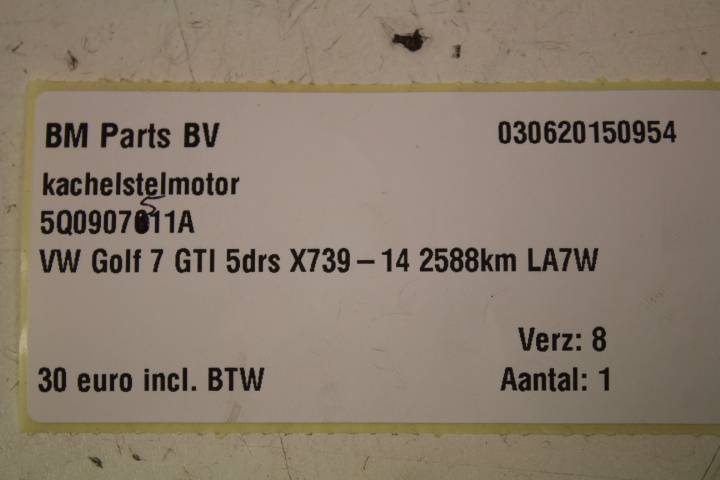 BM Parts BV 030620150954
kachelstelmotor
5Q0907511A
VW Golf 7 GTI 5drs X739-14 2588km LA7W
Verz: 8
30 euro incl. BTW Aantal: 1